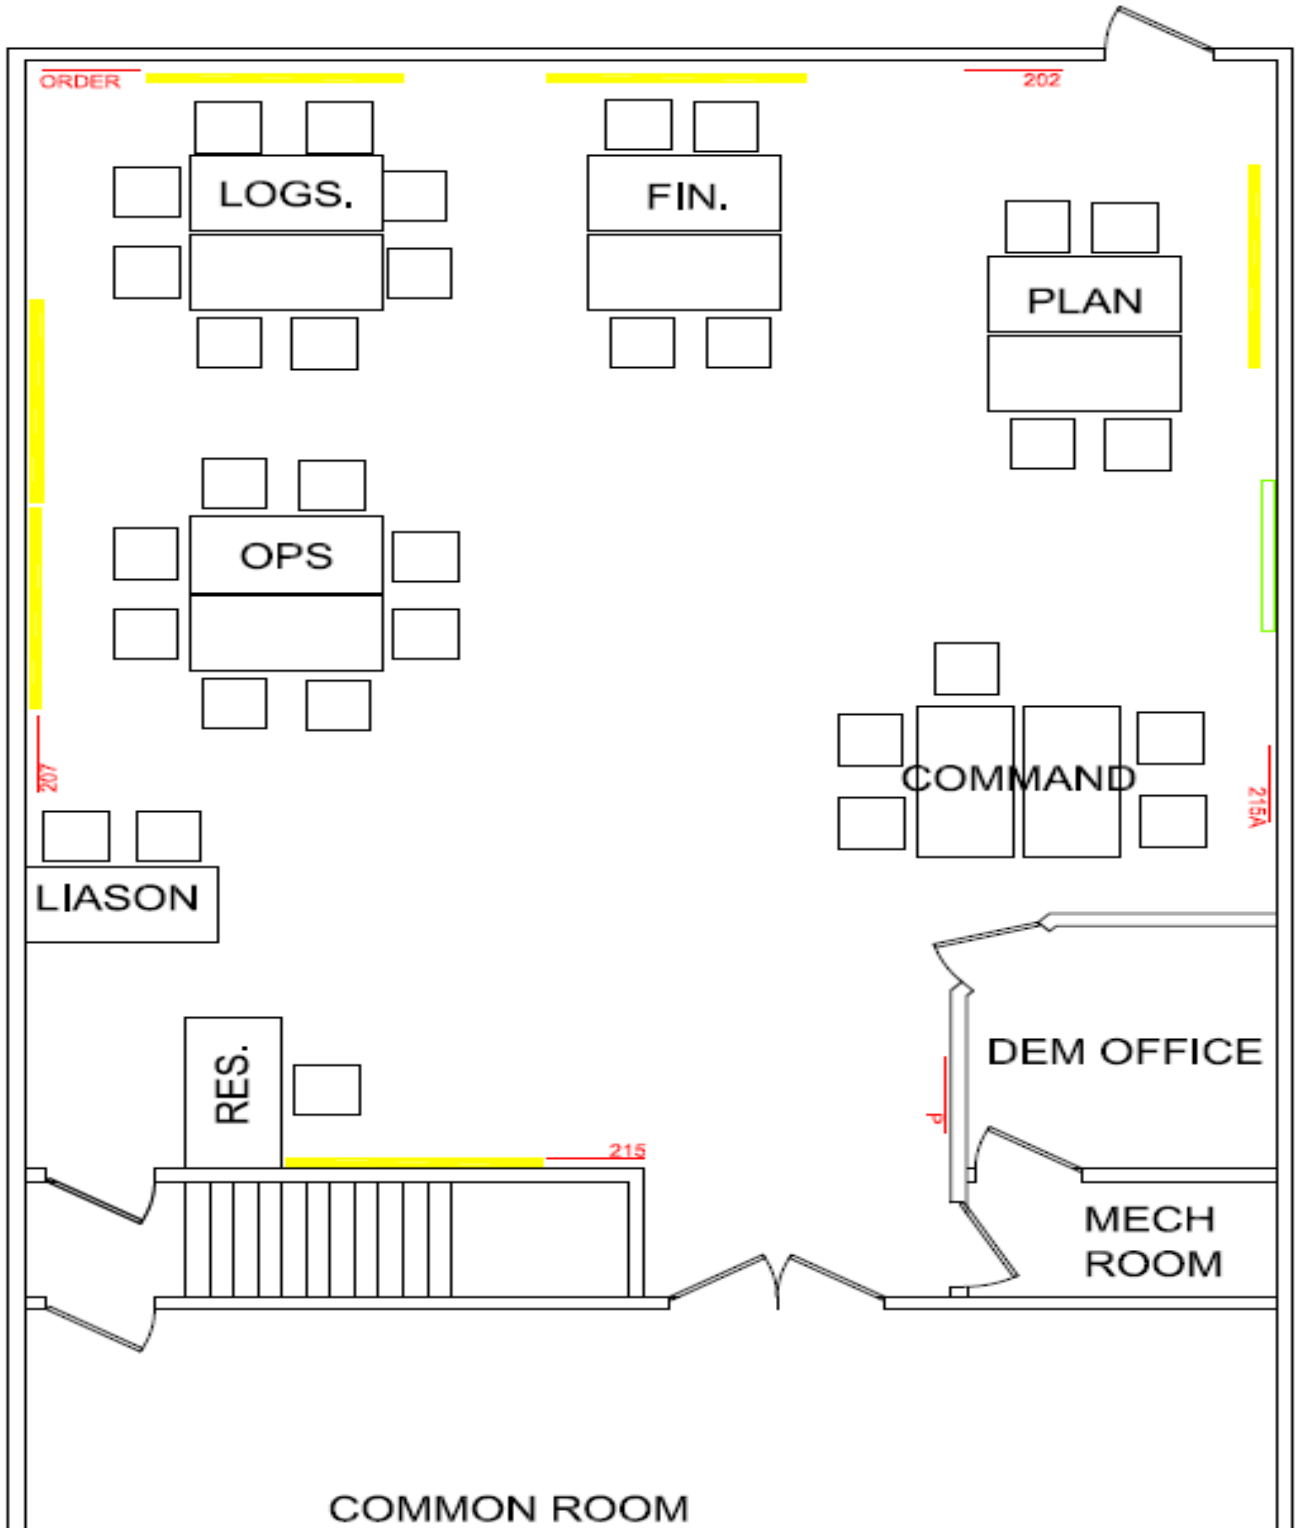 ORDER
202
LOGS.
FIN.
PLAN
OPS
207
COMMAND
215A
LIASON
RES.
DEM OFFICE
P
215
MECH
ROOM
COMMON ROOM